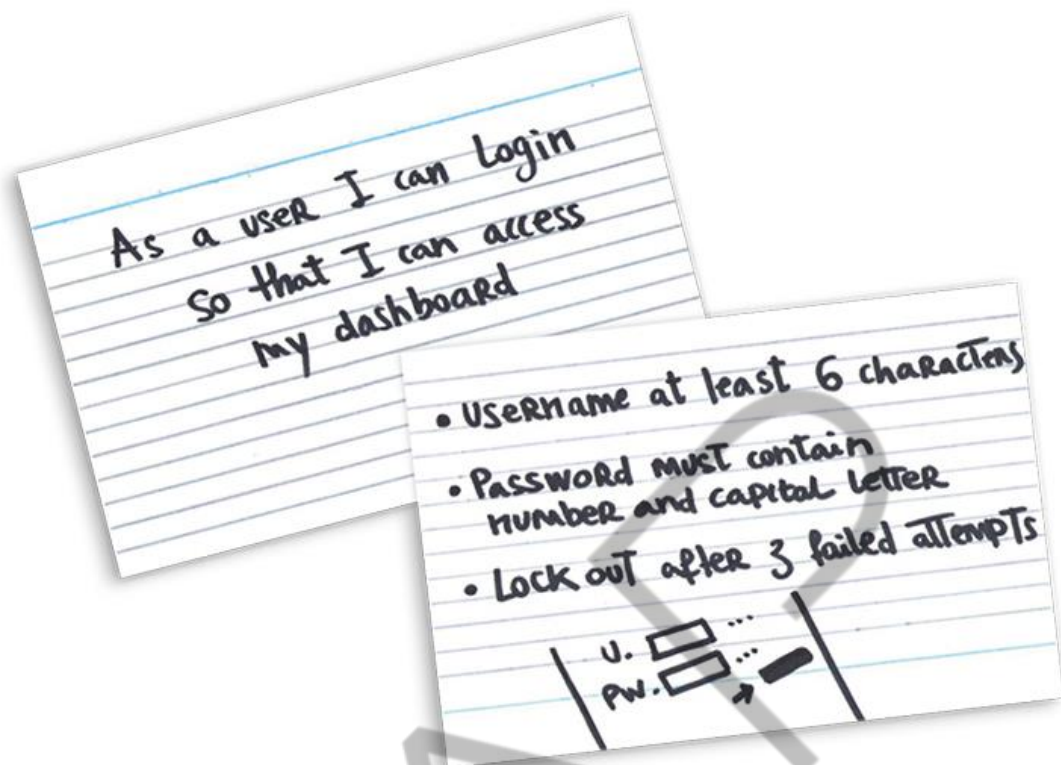 As a user I can Login
so that I can access
my dashboard
• Username at least 6 characters
• Password must contain
number and capital letter
• Lock out after 3 failed attempts
U. ...
PW. ...